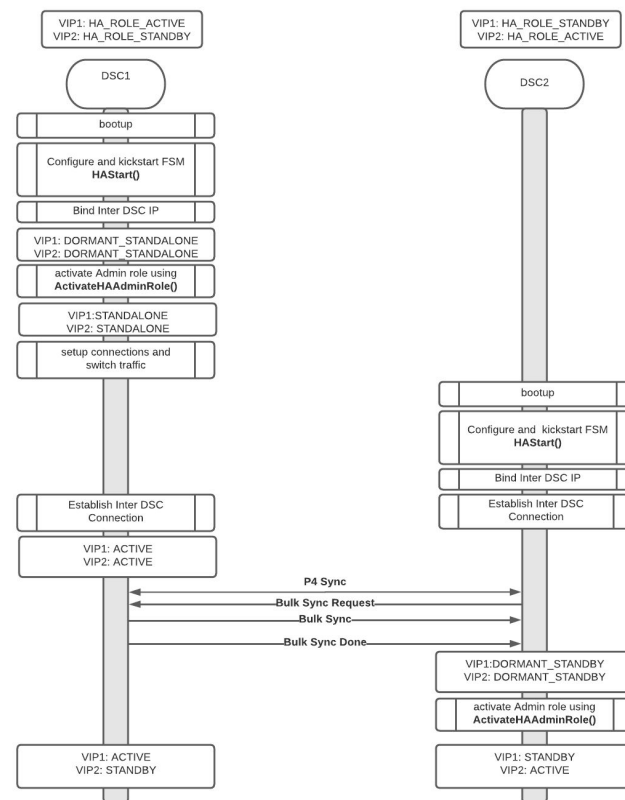 VIP1: HA_ROLE_ACTIVE
VIP2: HA_ROLE_STANDBY
VIP1: HA_ROLE_STANDBY
VIP2: HA_ROLE_ACTIVE
DSC1
DSC2
bootup
Configure and kickstart FSM
HAStart()
Bind Inter DSC IP
VIP1: DORMANT_STANDALONE
VIP2: DORMANT_STANDALONE
activate Admin role using
ActivateHAAdminRole()
VIP1:STANDALONE
VIP2: STANDALONE
setup connections and
switch traffic
bootup
Configure and kickstart FSM
HAStart()
Bind Inter DSC IP
Establish Inter DSC
Connection
Establish Inter DSC
Connection
VIP1: ACTIVE
VIP2: ACTIVE
P4 Sync
Bulk Sync Request
Bulk Sync
Bulk Sync Done
VIP1:DORMANT_STANDBY
VIP2: DORMANT_STANDBY
activate Admin role using
ActivateHAAdminRole()
VIP1: ACTIVE
VIP2: STANDBY
VIP1: STANDBY
VIP2: ACTIVE